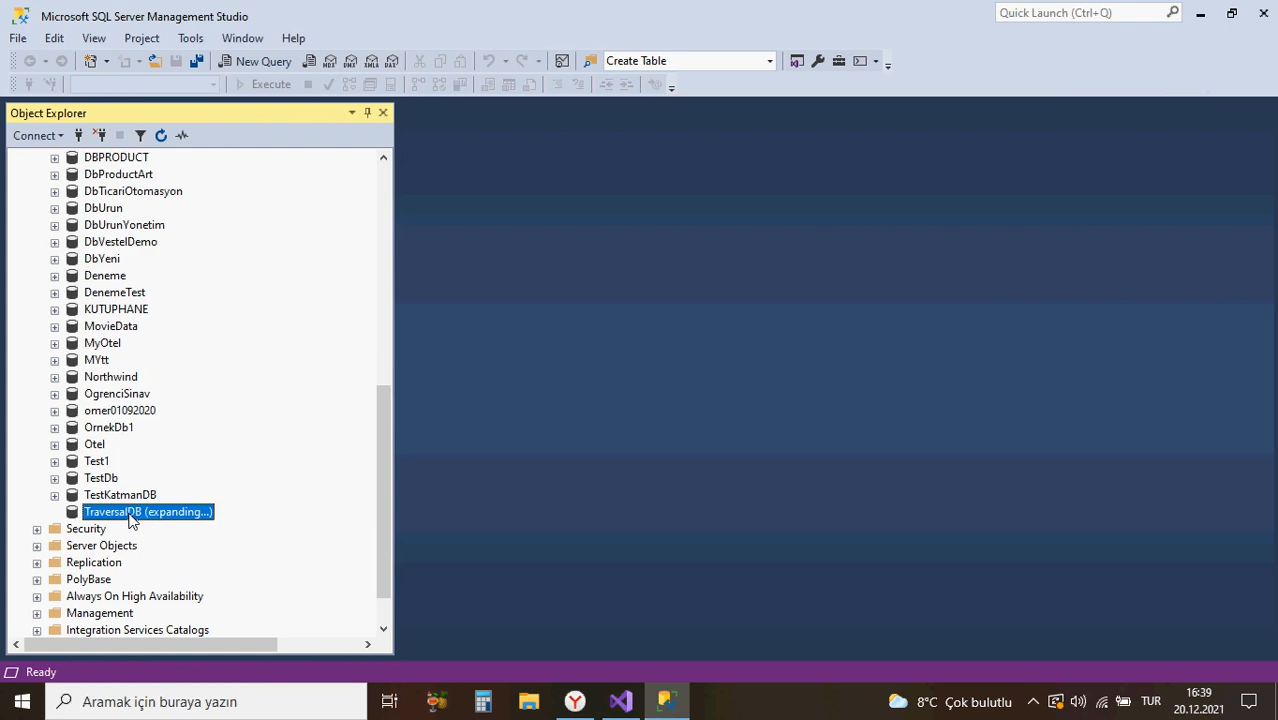 Microsoft SQL Server Management Studio
Quick Launch (Ctrl+Q)
File Edit View Project Tools Window Help
New Query
Create Table
Execute
Object Explorer
Connect
DBPRODUCT
DbProductArt
DbTicariOtomasyon
DbUrun
DbUrunYonetim
DbVestelDemo
DbYeni
Deneme
DenemeTest
KUTUPHANE
MovieData
MyOtel
MYtt
Northwind
OgrenciSinav
omer01092020
OrnekDb1
Otel
Test1
TestDb
TestKatmanDB
TraversalDB (expanding...)
Security
Server Objects
Replication
PolyBase
Always On High Availability
Management
Integration Services Catalogs
Ready
Aramak için buraya yazın
8°C Çok bulutlu
TUR
16:39
20.12.2021